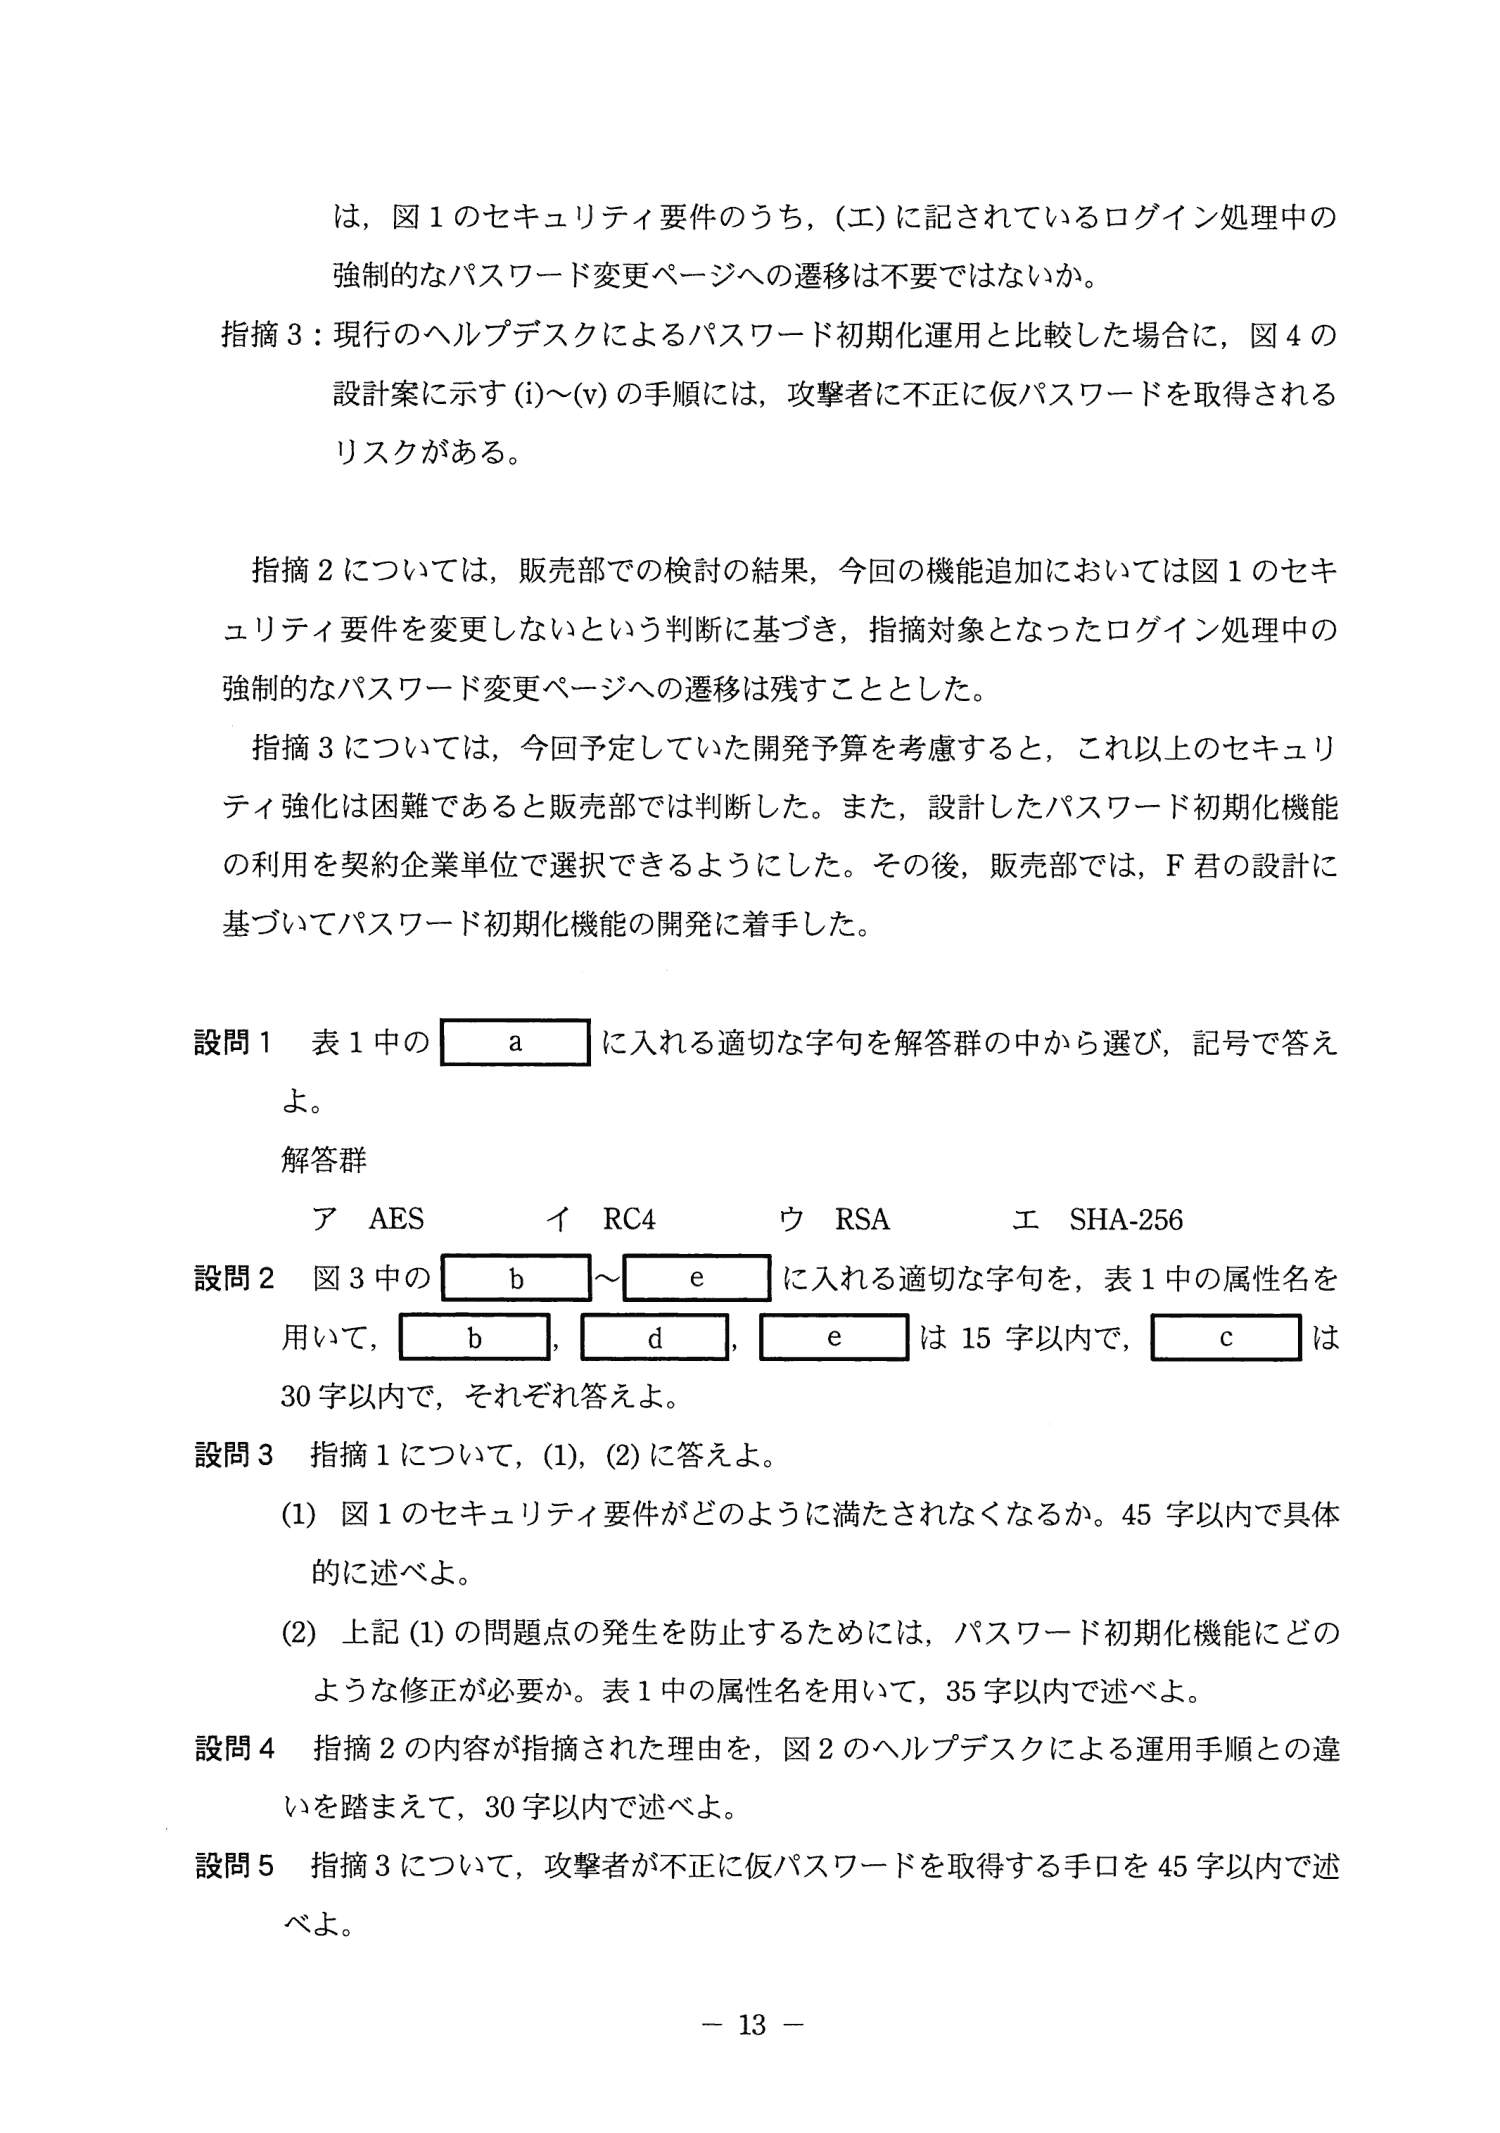 は，図1のセキュリティ要件のうち，(エ)に記されているログイン処理中の
強制的なパスワード変更ページへの遷移は不要ではないか。
指摘3：現行のヘルプデスクによるパスワード初期化運用と比較した場合に，図4の
設計案に示す(i)～(v)の手順には，攻撃者に不正に仮パスワードを取得される
リスクがある。
指摘2については，販売部での検討の結果，今回の機能追加においては図1のセキ
ュリティ要件を変更しないという判断に基づき，指摘対象となったログイン処理中の
強制的なパスワード変更ページへの遷移は残すこととした。
指摘3については，今回予定していた開発予算を考慮すると，これ以上のセキュリ
ティ強化は困難であると販売部では判断した。また，設計したパスワード初期化機能
の利用を契約企業単位で選択できるようにした。その後，販売部では，F君の設計に
基づいてパスワード初期化機能の開発に着手した。
設問1　表1中の a に入れる適切な字句を解答群の中から選び，記号で答え
よ。
解答群
ア　AES　イ　RC4　ウ　RSA　エ　SHA-256
設問2　図3中の b ～ e に入れる適切な字句を，表1中の属性名を
用いて， b ， d ， e は 15 字以内で， c は
30字以内で，それぞれ答えよ。
設問3　指摘1について，(1)，(2)に答えよ。
(1)　図1のセキュリティ要件がどのように満たされなくなるか。45 字以内で具体
的に述べよ。
(2)　上記(1)の問題点の発生を防止するためには，パスワード初期化機能にどの
ような修正が必要か。表1中の属性名を用いて，35字以内で述べよ。
設問4　指摘2の内容が指摘された理由を，図2のヘルプデスクによる運用手順との違
いを踏まえて，30字以内で述べよ。
設問5　指摘3について，攻撃者が不正に仮パスワードを取得する手口を45字以内で述
べよ。
－ 13 －